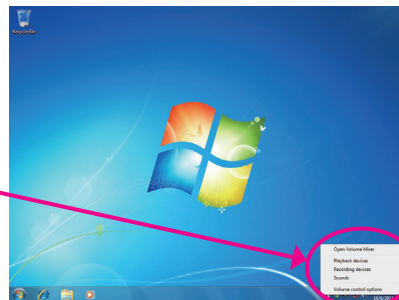 Recycle Bin
Open Volume Mixer
Playback devices
Recording devices
Sounds
Volume control options